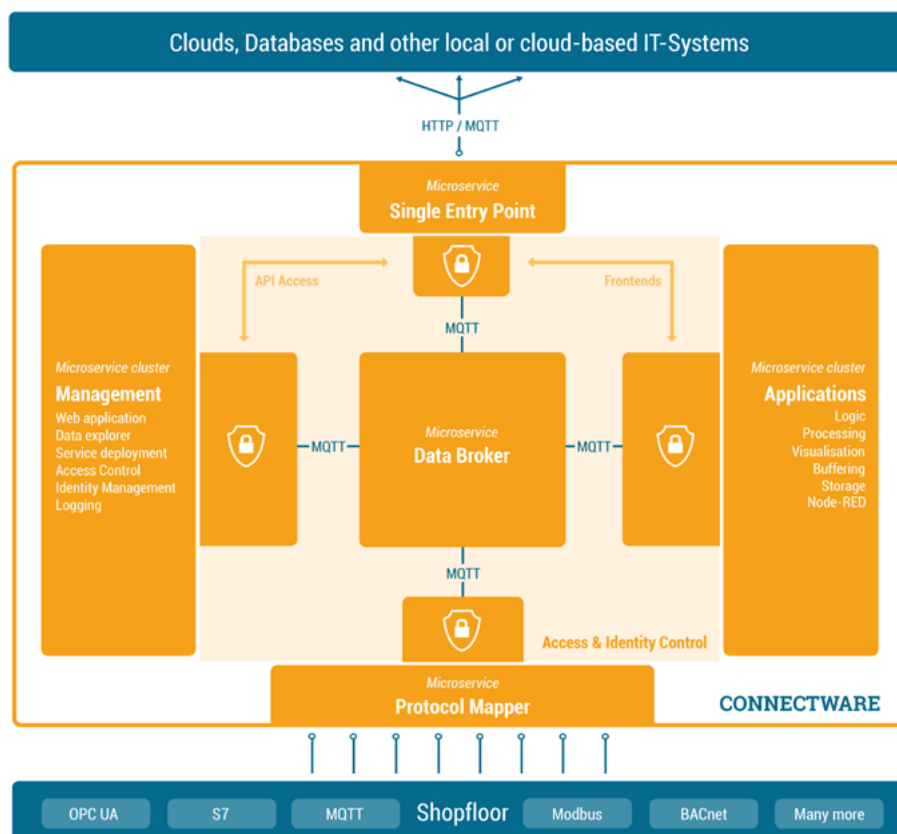 Clouds, Databases and other local or cloud-based IT-Systems
HTTP / MQTT
Microservice
Single Entry Point
API Access
Frontends
MQTT
Microservice cluster
Management
Web application
Data explorer
Service deployment
Access Control
Identity Management
Logging
MQTT
Microservice
Data Broker
MQTT
Microservice cluster
Applications
Logic
Processing
Visualisation
Buffering
Storage
Node-RED
MQTT
Access & Identity Control
Microservice
Protocol Mapper
CONNECTWARE
OPC UA
S7
MQTT
Shopfloor
Modbus
BACnet
Many more